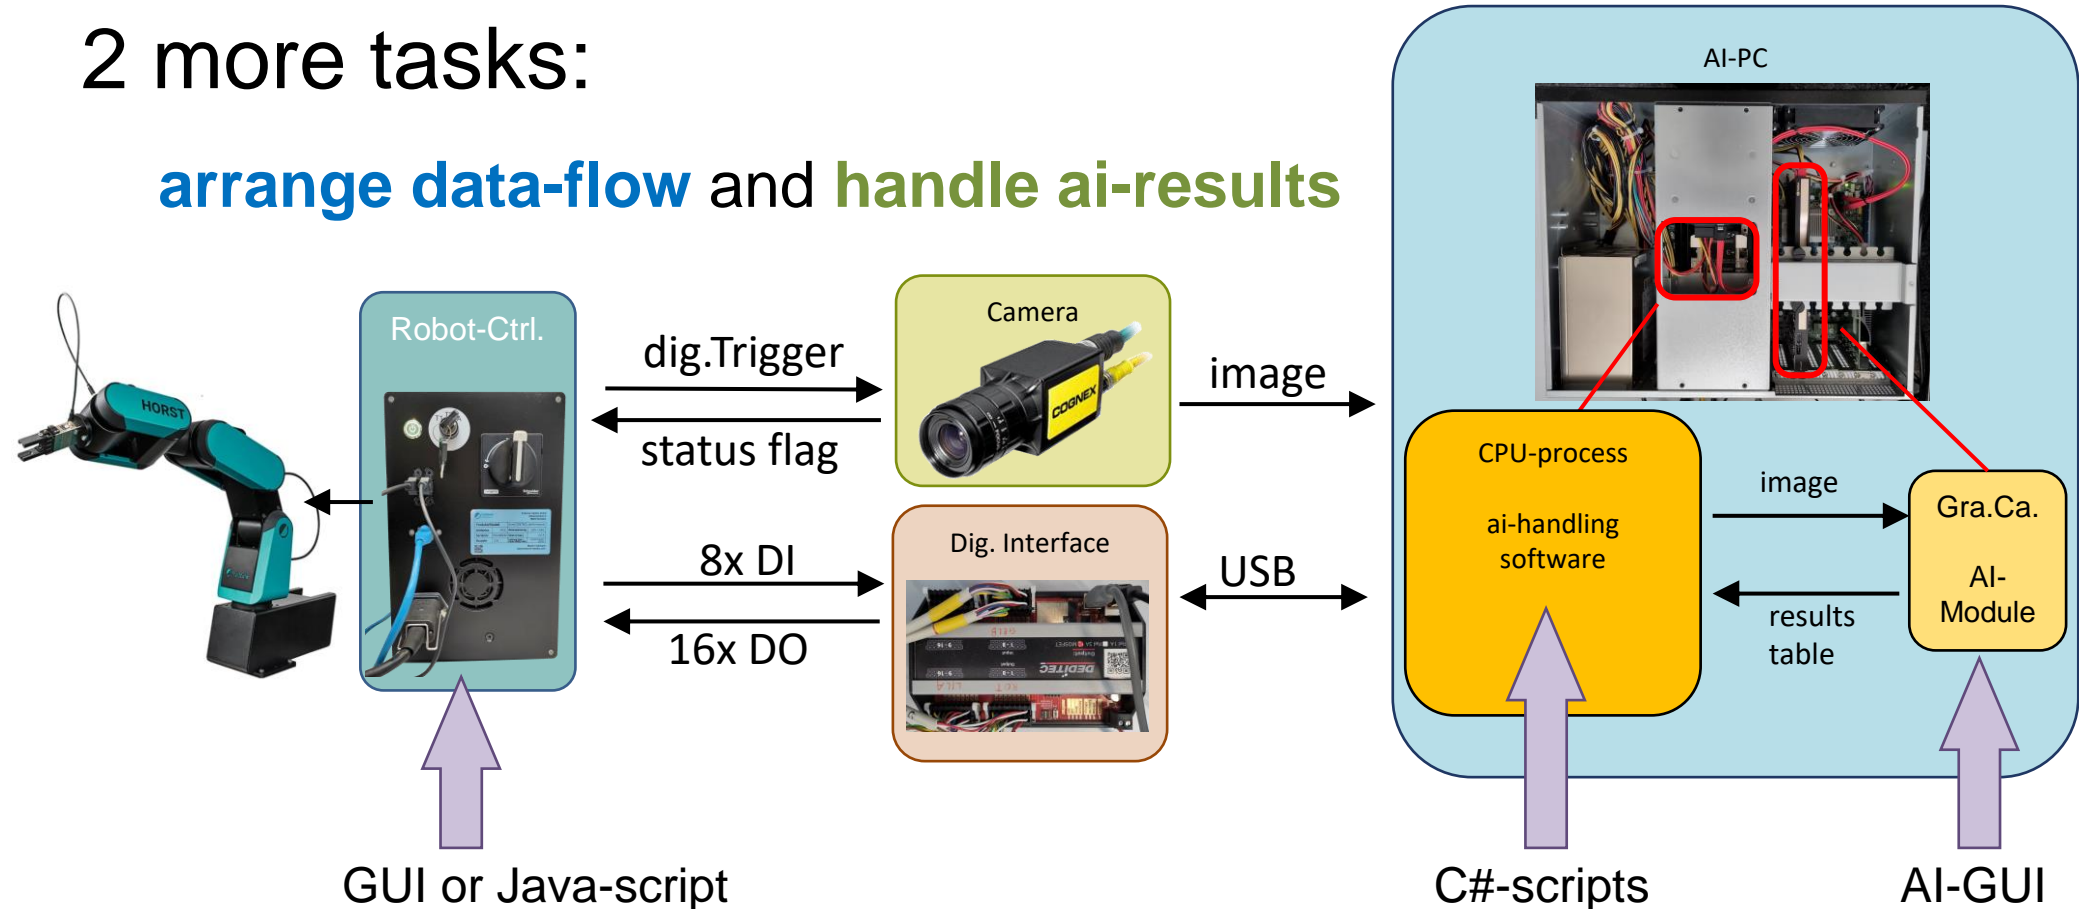 2 more tasks:
arrange data-flow and handle ai-results
AI-PC
Robot-Ctrl.
HORST
dig.Trigger
status flag
Camera
COGNEX
image
8x DI
16x DO
Dig. Interface
DEDITEC
USB
CPU-process
ai-handling
software
image
results
table
Gra.Ca.
AI-
Module
GUI or Java-script
C#-scripts
AI-GUI